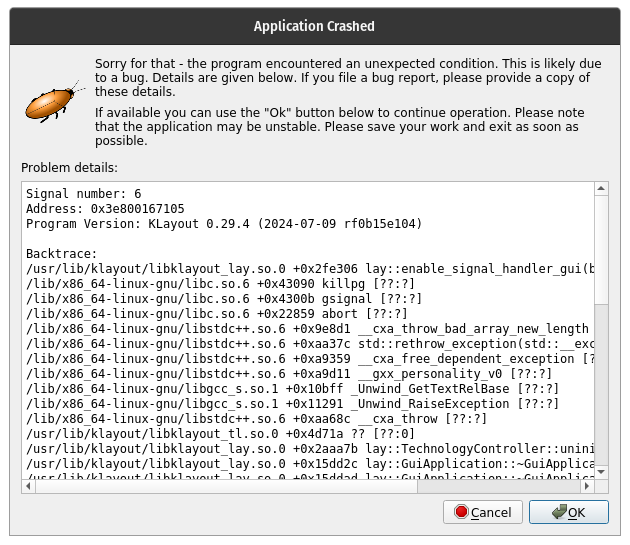 Application Crashed
Sorry for that - the program encountered an unexpected condition. This is likely due
to a bug. Details are given below. If you file a bug report, please provide a copy of
these details.
If available you can use the "Ok" button below to continue operation. Please note
that the application may be unstable. Please save your work and exit as soon as
possible.
Problem details:
Signal number: 6
Address: 0x3e800167105
Program Version: KLayout 0.29.4 (2024-07-09 rf0b15e104)
Backtrace:
/usr/lib/klayout/libklayout_lay.so.0 +0x2fe306 lay::enable_signal_handler_gui(b
/lib/x86_64-linux-gnu/libc.so.6 +0x43090 killpg [??:?]
/lib/x86_64-linux-gnu/libc.so.6 +0x4300b gsignal [??:?]
/lib/x86_64-linux-gnu/libc.so.6 +0x22859 abort [??:?]
/lib/x86_64-linux-gnu/libstdc++.so.6 +0x9e8d1 __cxa_throw_bad_array_new_length
/lib/x86_64-linux-gnu/libstdc++.so.6 +0xaa37c std::rethrow_exception(std::__exc
/lib/x86_64-linux-gnu/libstdc++.so.6 +0xa9359 __cxa_free_dependent_exception [?
/lib/x86_64-linux-gnu/libstdc++.so.6 +0xa9d11 __gxx_personality_v0 [??:?]
/lib/x86_64-linux-gnu/libgcc_s.so.1 +0x10bff _Unwind_GetTextRelBase [??:?]
/lib/x86_64-linux-gnu/libgcc_s.so.1 +0x11291 _Unwind_RaiseException [??:?]
/lib/x86_64-linux-gnu/libstdc++.so.6 +0xaa68c __cxa_throw [??:?]
/usr/lib/klayout/libklayout_tl.so.0 +0x4d71a ?? [??:0]
/usr/lib/klayout/libklayout_lay.so.0 +0x2aaa7b lay::TechnologyController::unini
/usr/lib/klayout/libklayout_lay.so.0 +0x15dd2c lay::GuiApplication::~GuiApplica
/usr/lib/klayout/libklayout_lay.so.0 +0x15ddad lay::GuiApplication::~GuiApplica
Cancel
OK